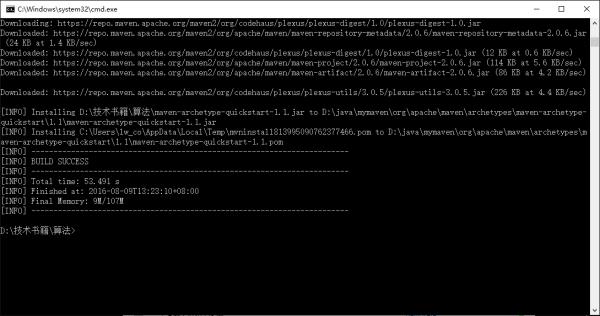 C:\Windows\system32\cmd.exe
Downloading: https://repo.maven.apache.org/maven2/org/codehaus/plexus/plexus-digest/1.0/plexus-digest-1.0.jar
Downloaded: https://repo.maven.apache.org/maven2/org/apache/maven/maven-repository-metadata/2.0.6/maven-repository-metadata-2.0.6.jar
(24 KB at 1.4 KB/sec)
Downloaded: https://repo.maven.apache.org/maven2/org/codehaus/plexus/plexus-digest/1.0/plexus-digest-1.0.jar (12 KB at 0.6 KB/sec)
Downloaded: https://repo.maven.apache.org/maven2/org/apache/maven/maven-project/2.0.6/maven-project-2.0.6.jar (114 KB at 5.6 KB/sec)
Downloaded: https://repo.maven.apache.org/maven2/org/apache/maven/maven-artifact/2.0.6/maven-artifact-2.0.6.jar (86 KB at 4.2 KB/sec)
Downloaded: https://repo.maven.apache.org/maven2/org/codehaus/plexus/plexus-utils/3.0.5/plexus-utils-3.0.5.jar (226 KB at 4.4 KB/sec)
[INFO] Installing D:\技术书籍\算法\maven-archetype-quickstart-1.1.jar to D:\java\mymaven\org\apache\maven\archetypes\maven-archetype-
quickstart\1.1\maven-archetype-quickstart-1.1.jar
[INFO] Installing C:\Users\lw_co\AppData\Local\Temp\mvninstall8139955090762377466.pom to D:\java\mymaven\org\apache\maven\archetypes\m
aven-archetype-quickstart\1.1\maven-archetype-quickstart-1.1.pom
[INFO] ------------------------------------------------------------------------
[INFO] BUILD SUCCESS
[INFO] ------------------------------------------------------------------------
[INFO] Total time: 53.491 s
[INFO] Finished at: 2016-08-09T13:23:10+08:00
[INFO] Final Memory: 9M/107M
[INFO] ------------------------------------------------------------------------
D:\技术书籍\算法>